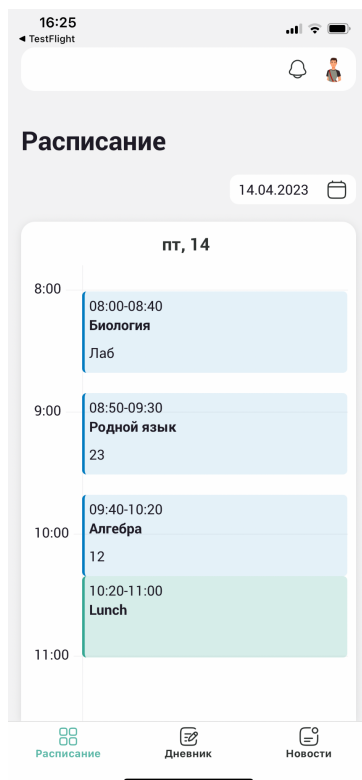 16:25
◀ TestFlight
Расписание
14.04.2023
пт, 14
8:00
08:00-08:40
Биология
Лаб
9:00
08:50-09:30
Родной язык
23
09:40-10:20
10:00
Алгебра
12
10:20-11:00
Lunch
11:00
Расписание
Дневник
Новости